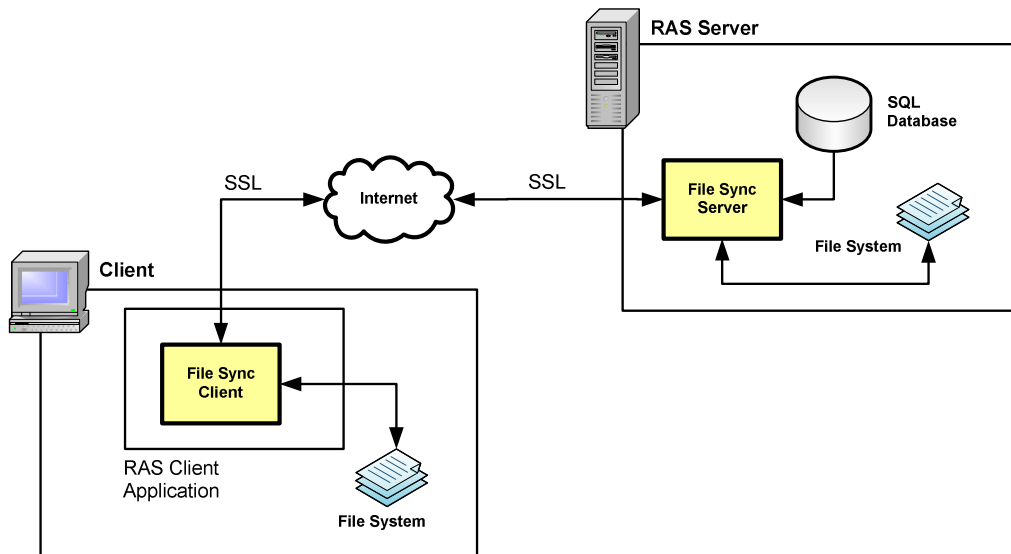 RAS Server
SQL
Database
SSL
Internet
SSL
File Sync
Server
File System
Client
File Sync
Client
RAS Client
Application
File System